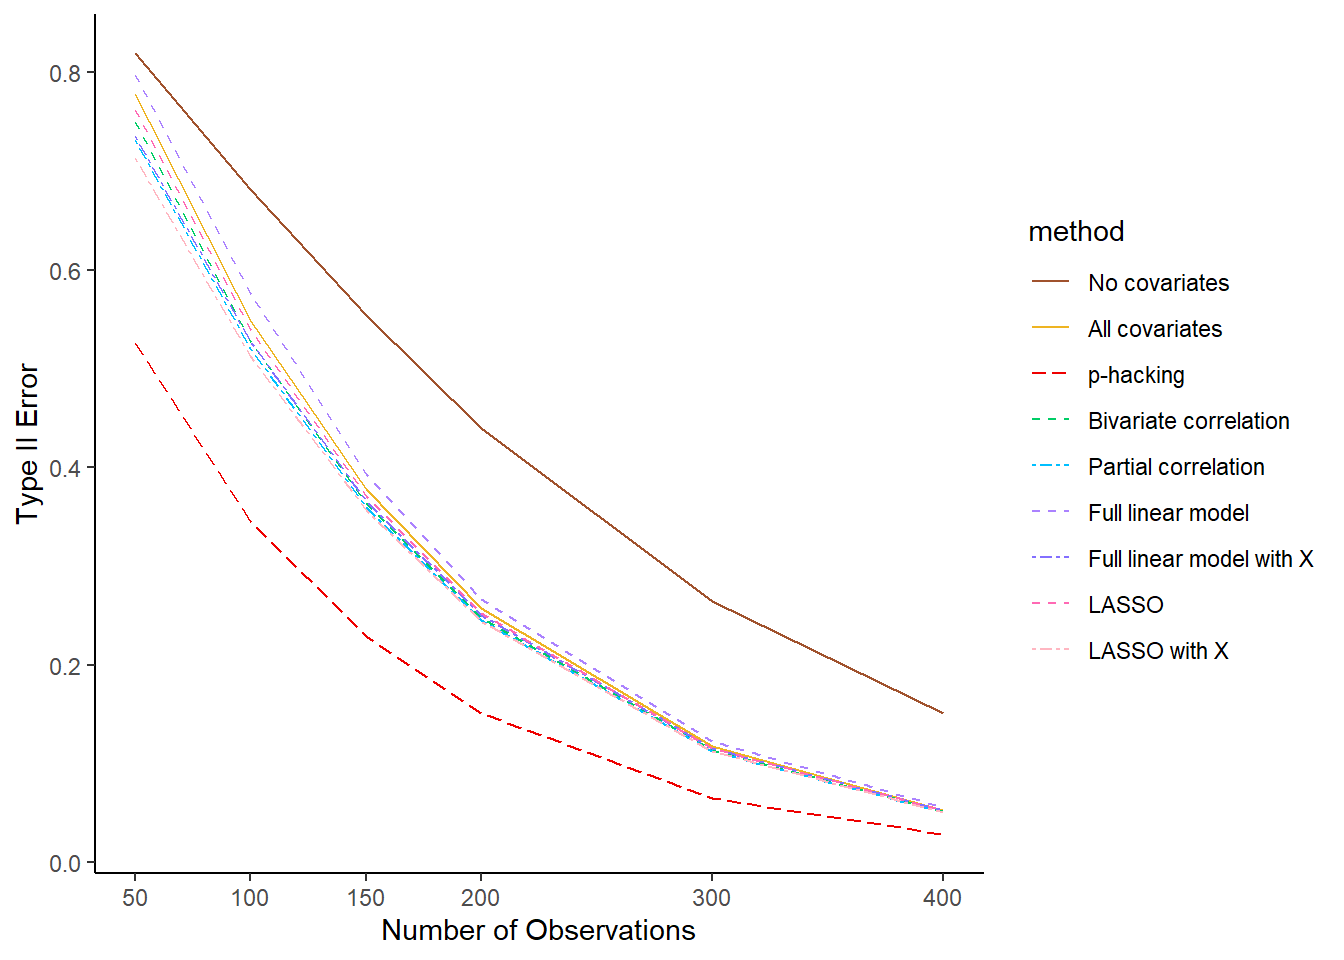 0.8
0.6
0.4
0.2
0.0
Type II Error
50 100 150 200 300 400
Number of Observations
method
No covariates
All covariates
p-hacking
Bivariate correlation
Partial correlation
Full linear model
Full linear model with X
LASSO
LASSO with X